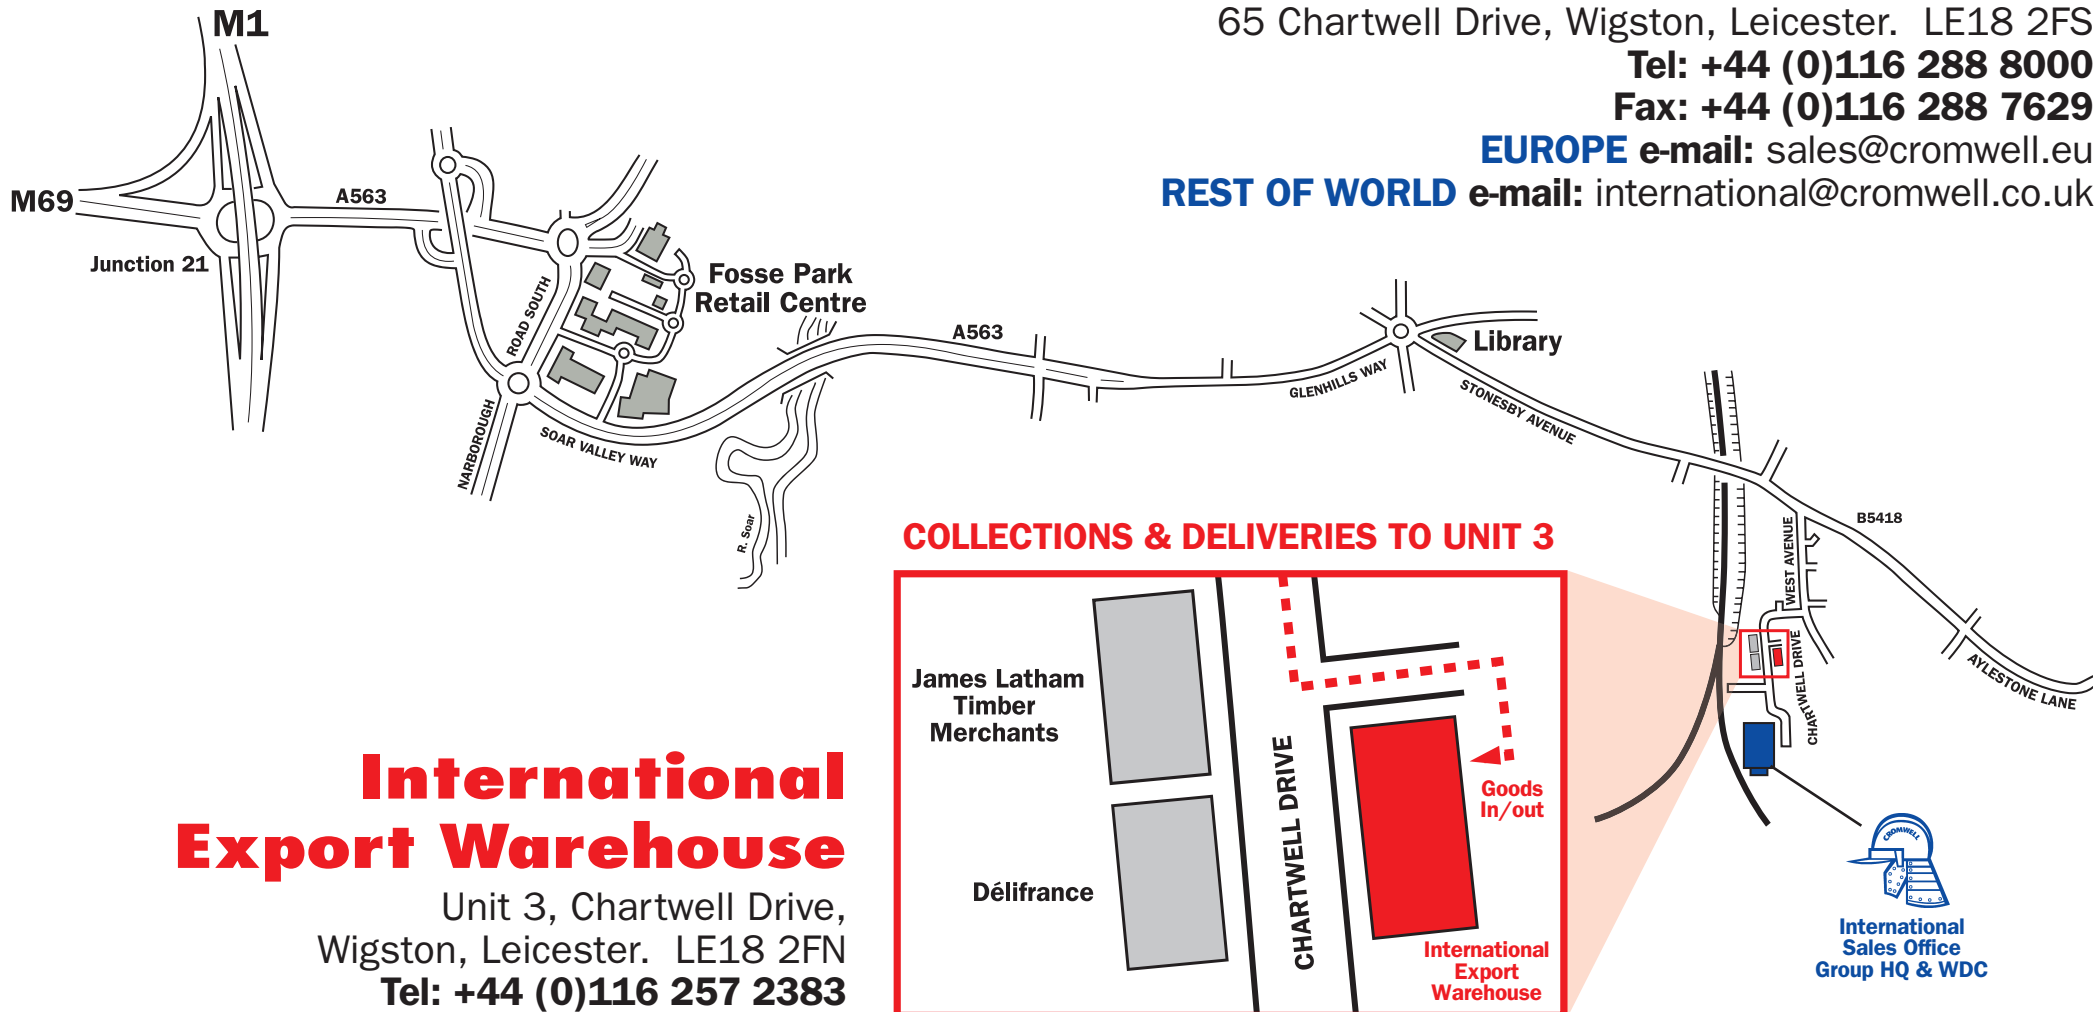 65 Chartwell Drive, Wigston, Leicester. LE18 2FS
Tel: +44 (0)116 288 8000
Fax: +44 (0)116 288 7629
EUROPE e-mail: sales@cromwell.eu
REST OF WORLD e-mail: international@cromwell.co.uk
M1
M69
A563
Junction 21
ROAD SOUTH
NARBOROUGH
Fosse Park
Retail Centre
SOAR VALLEY WAY
R. Soar
A563
GLENHILLS WAY
Library
STONESBY AVENUE
B5418
WEST AVENUE
CHARTWELL DRIVE
AYLESTONE LANE
COLLECTIONS & DELIVERIES TO UNIT 3
James Latham
Timber
Merchants
Délifrance
CHARTWELL DRIVE
Goods
In/out
International
Export
Warehouse
CROMWELL
International
Sales Office
Group HQ & WDC
International
Export Warehouse
Unit 3, Chartwell Drive,
Wigston, Leicester. LE18 2FN
Tel: +44 (0)116 257 2383